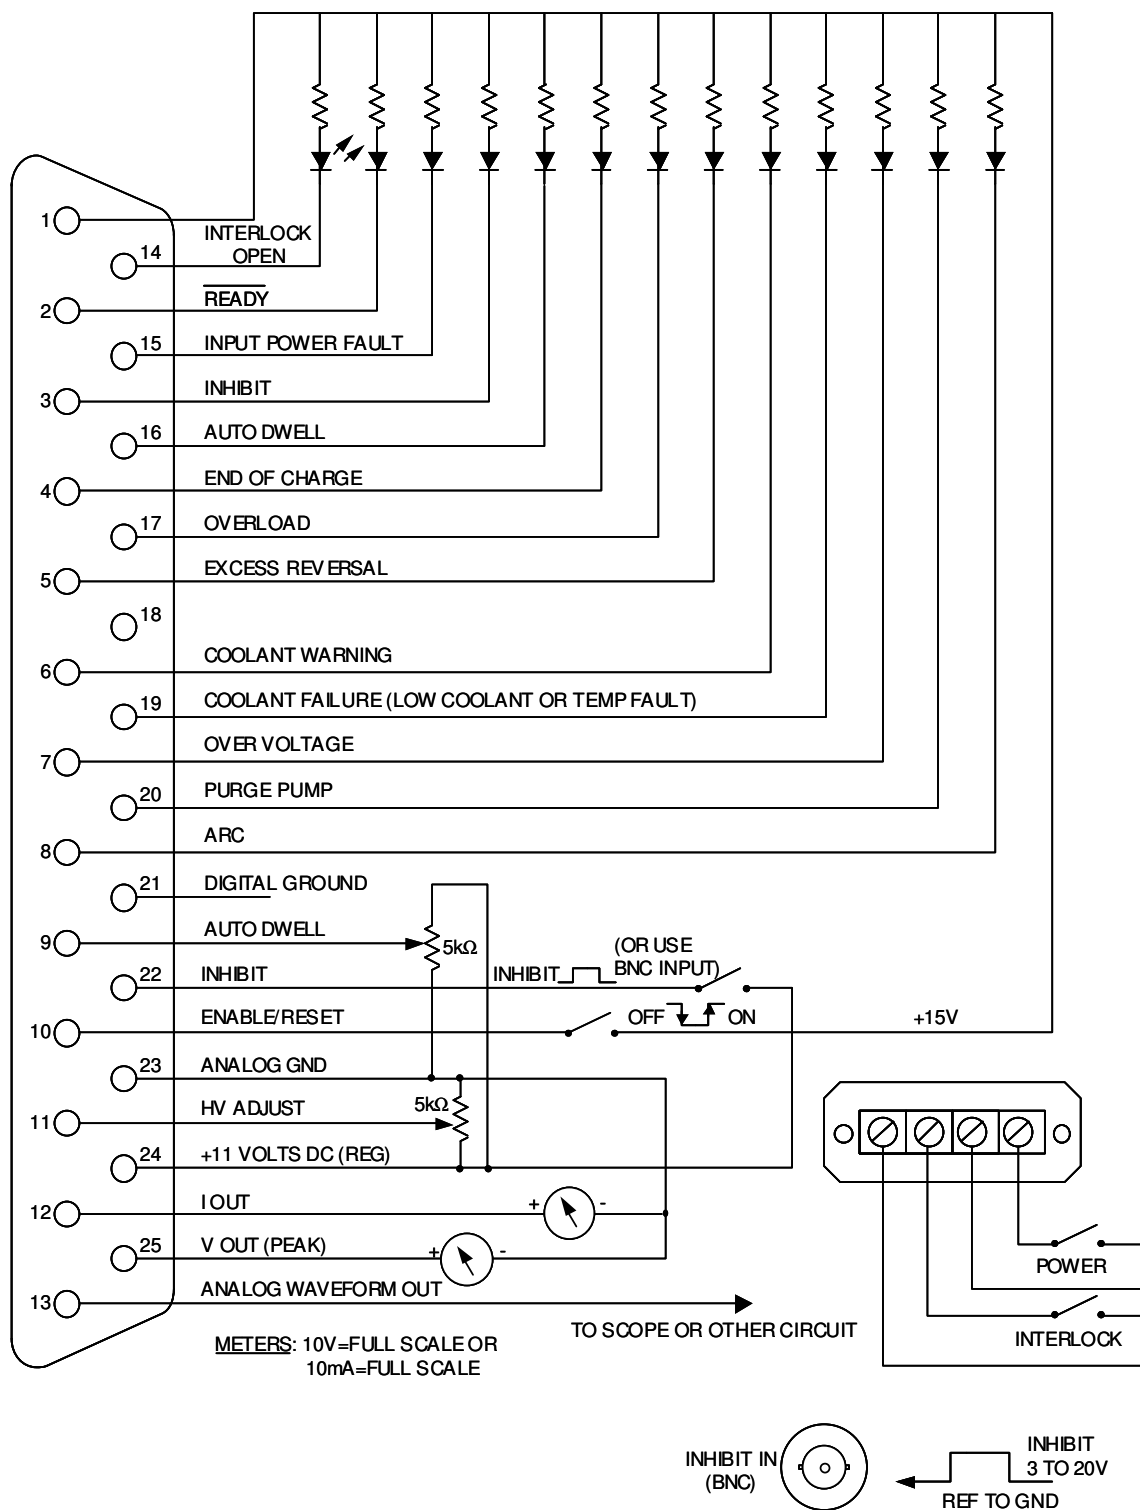 1
INTERLOCK
OPEN
14
READY
2
15 INPUT POWER FAULT
INHIBIT
3
16 AUTO DWELL
END OF CHARGE
4
17 OVERLOAD
EXCESS REVERSAL
5
18
COOLANT WARNING
6
19 COOLANT FAILURE (LOW COOLANT OR TEMP FAULT)
OVER VOLTAGE
7
20 PURGE PUMP
ARC
8
21 DIGITAL GROUND
AUTO DWELL
9
5kΩ
22 INHIBIT
INHIBIT
(OR USE
BNC INPUT)
ENABLE/RESET
10
OFF ON
+15V
23 ANALOG GND
HV ADJUST
11
5kΩ
24 +11 VOLTS DC (REG)
I OUT
12
+ -
25 V OUT (PEAK)
+ -
ANALOG WAVEFORM OUT
13
TO SCOPE OR OTHER CIRCUIT
METERS: 10V=FULL SCALE OR
10mA=FULL SCALE
POWER
INTERLOCK
INHIBIT IN
(BNC)
INHIBIT
3 TO 20V
REF TO GND